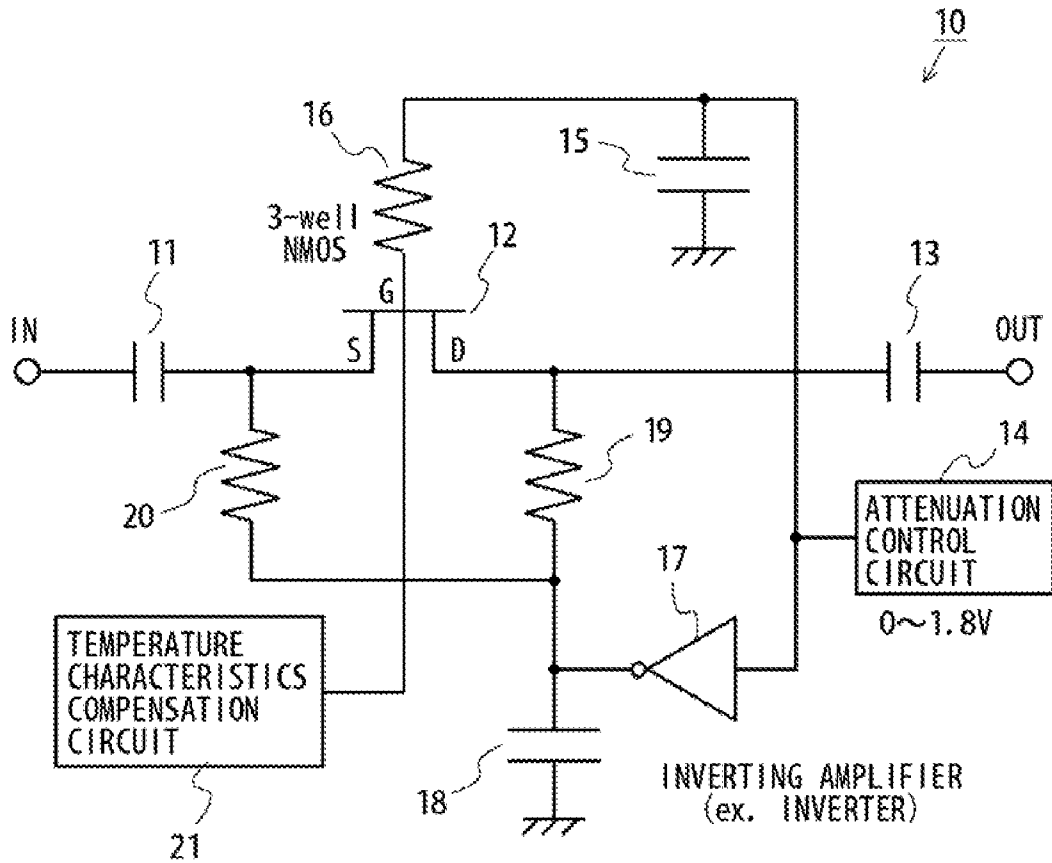 10
16
15
3-well
NMOS
12
11
13
G
IN
OUT
S
D
19
14
20
ATTENUATION
CONTROL
CIRCUIT
17
0~1.8V
TEMPERATURE
CHARACTERISTICS
COMPENSATION
CIRCUIT
18
INVERTING AMPLIFIER
(ex. INVERTER)
21